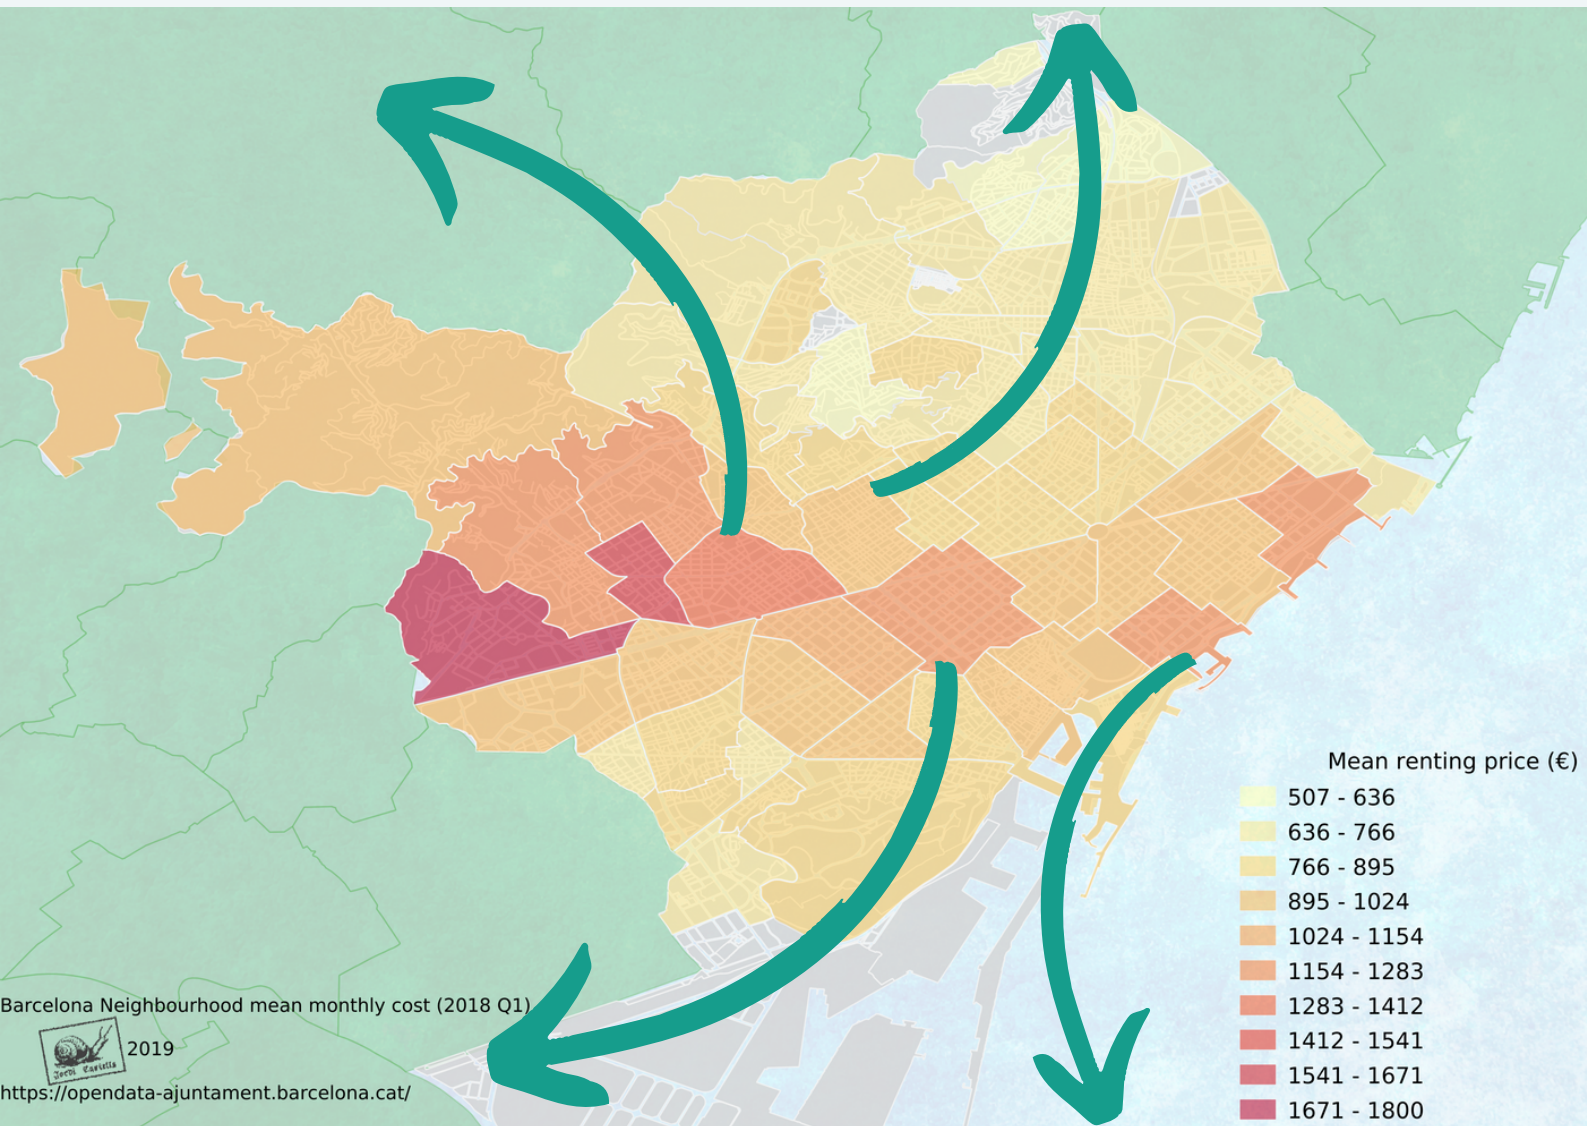 Mean renting price (€)
507 - 636
636 - 766
766 - 895
895 - 1024
1024 - 1154
1154 - 1283
1283 - 1412
1412 - 1541
1541 - 1671
1671 - 1800
Barcelona Neighbourhood mean monthly cost (2018 Q1)
2019
https://opendata-ajuntament.barcelona.cat/